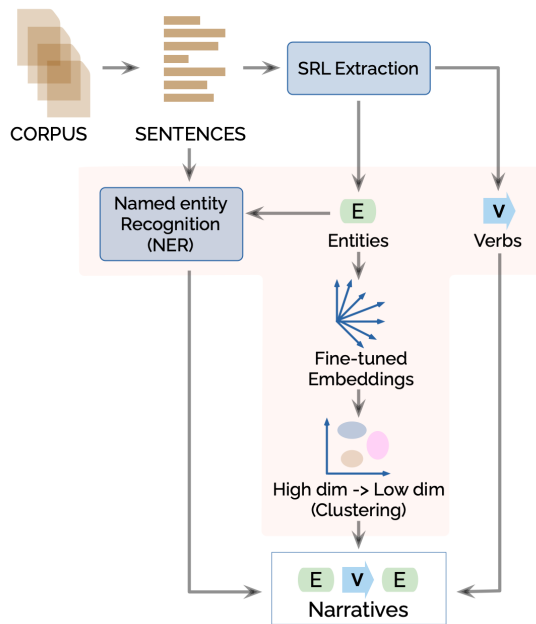 SRL Extraction
CORPUS
SENTENCES
Named entity
Recognition
(NER)
E
Entities
V
Verbs
Fine-tuned
Embeddings
High dim -> Low dim
(Clustering)
E V E
Narratives